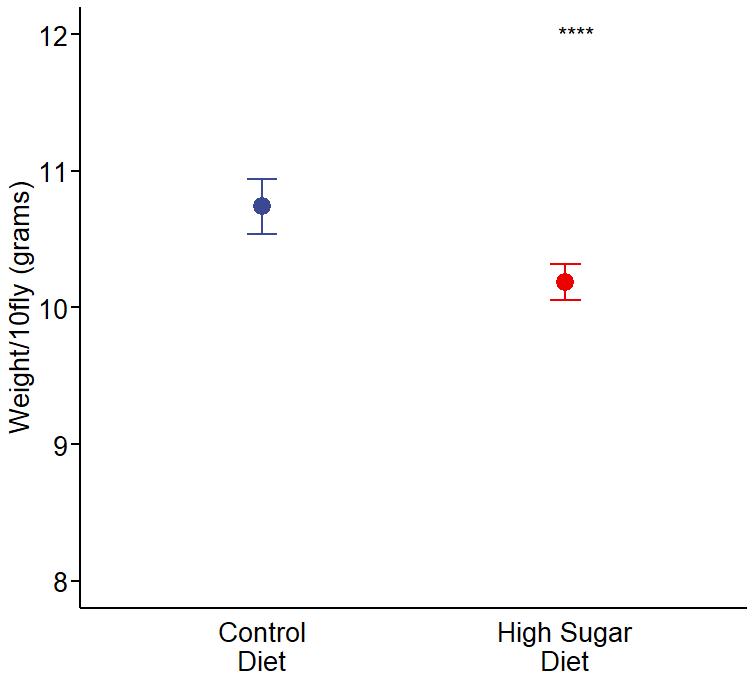 ****
12
11
10
9
8
Weight/10fly (grams)
Control
Diet
High Sugar
Diet